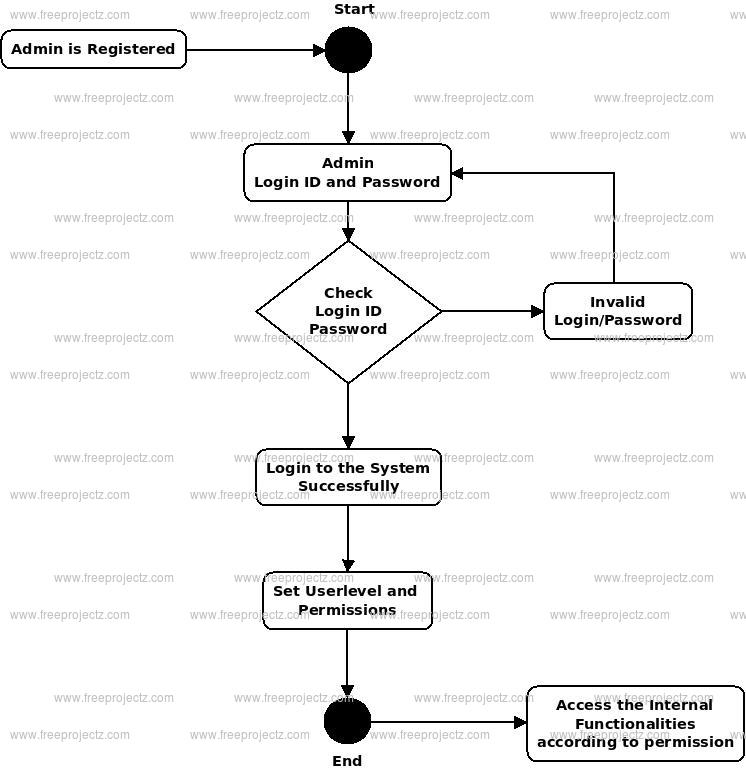 Start
Admin is Registered
Admin
Login ID and Password
Check
Login ID
Password
Invalid
Login/Password
Login to the System
Successfully
Set Userlevel and
Permissions
End
Access the Internal
Functionalities
according to permission
www.freeprojectz.com